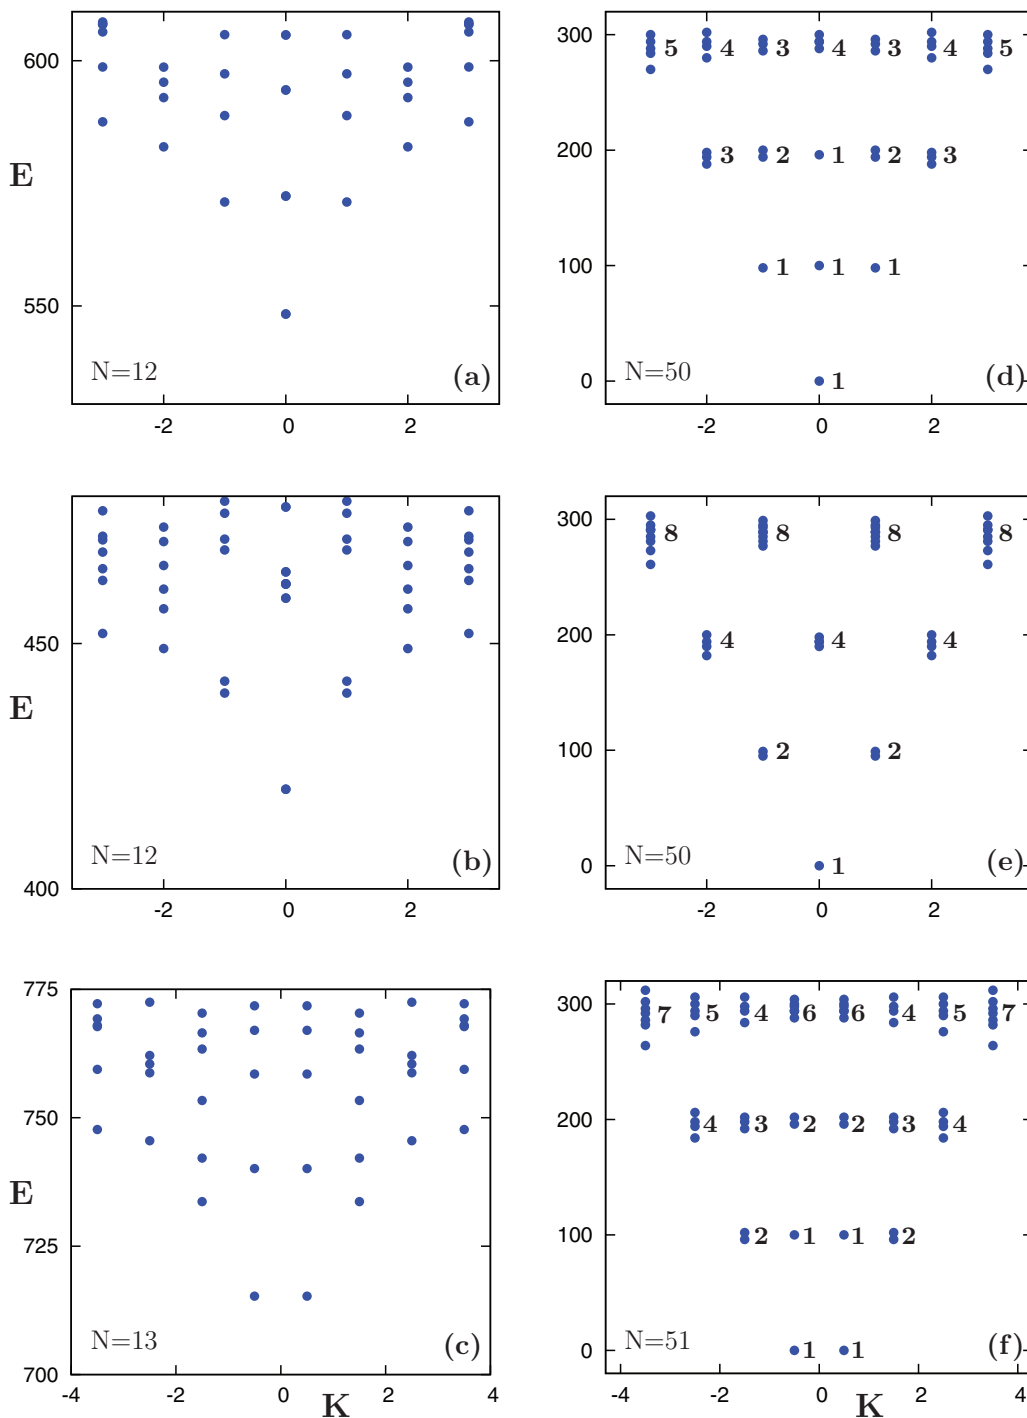 600
E
550
N=12
(a)
-2 0 2
300 5 4 3 4 3 4 5
200 3 2 1 2 3
100 1 1 1
0 1
N=50
(d)
-2 0 2
450
E
400
N=12
(b)
-2 0 2
300 8 8 8 8
200 4 4 4
100 2 2
0 1
N=50
(e)
-2 0 2
775
750
E
725
700
N=13
(c)
-4 -2 0 2 4
K
300 7 5 4 6 6 4 5 7
200 4 3 2 2 3 4
100 2 1 1 2
0 1 1
N=51
(f)
-4 -2 0 2 4
K